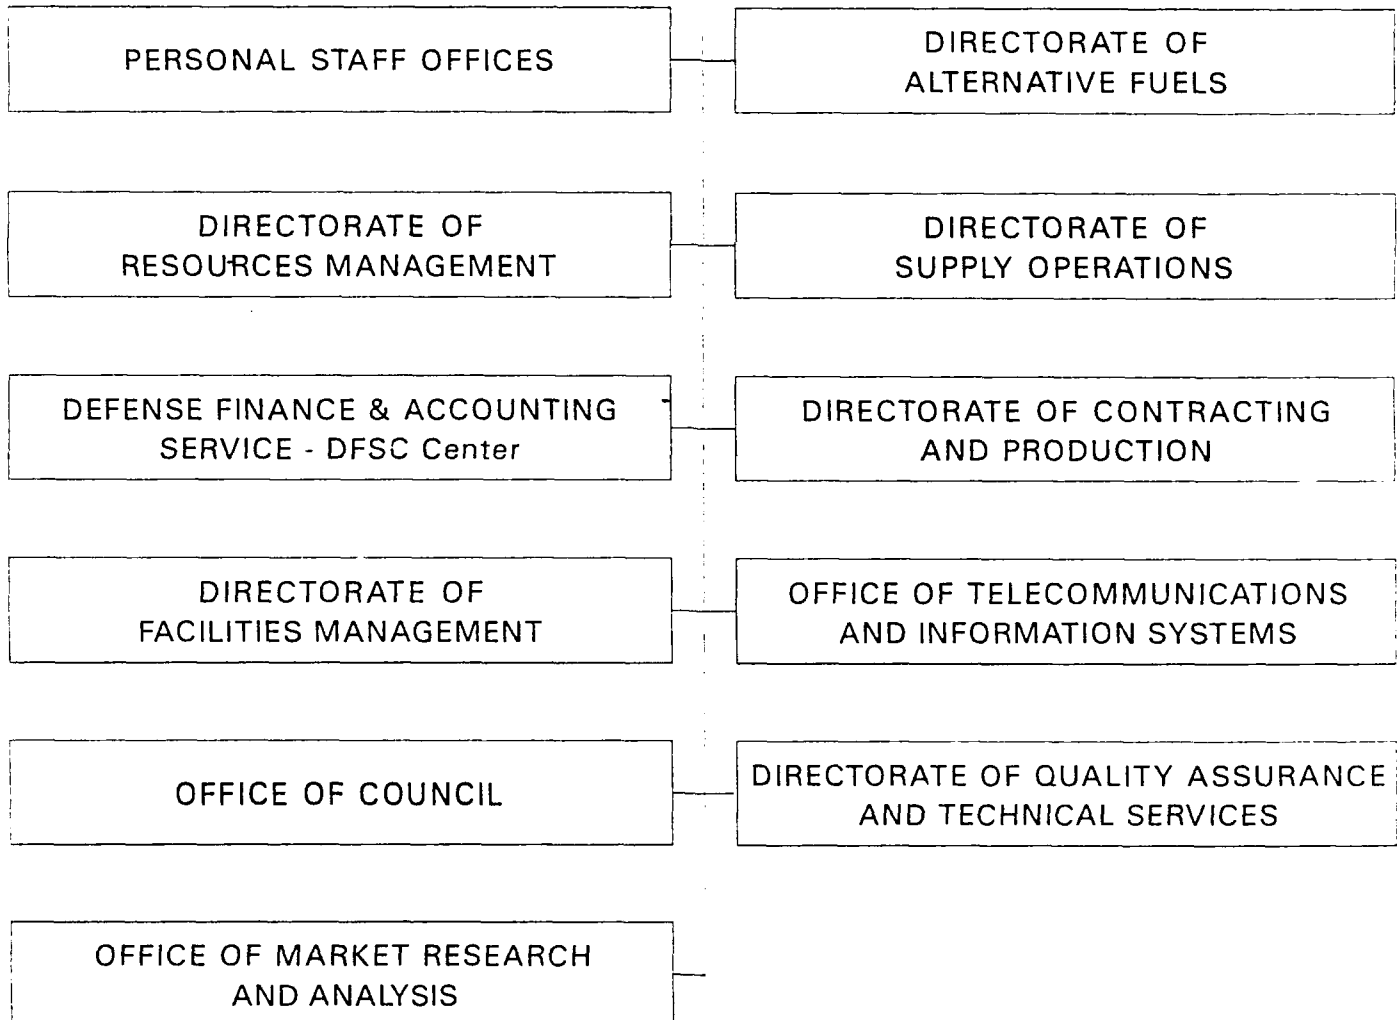 PERSONAL STAFF OFFICES
DIRECTORATE OF
ALTERNATIVE FUELS
DIRECTORATE OF
RESOURCES MANAGEMENT
DIRECTORATE OF
SUPPLY OPERATIONS
DEFENSE FINANCE & ACCOUNTING
SERVICE - DFSC Center
DIRECTORATE OF CONTRACTING
AND PRODUCTION
DIRECTORATE OF
FACILITIES MANAGEMENT
OFFICE OF TELECOMMUNICATIONS
AND INFORMATION SYSTEMS
OFFICE OF COUNCIL
DIRECTORATE OF QUALITY ASSURANCE
AND TECHNICAL SERVICES
OFFICE OF MARKET RESEARCH
AND ANALYSIS